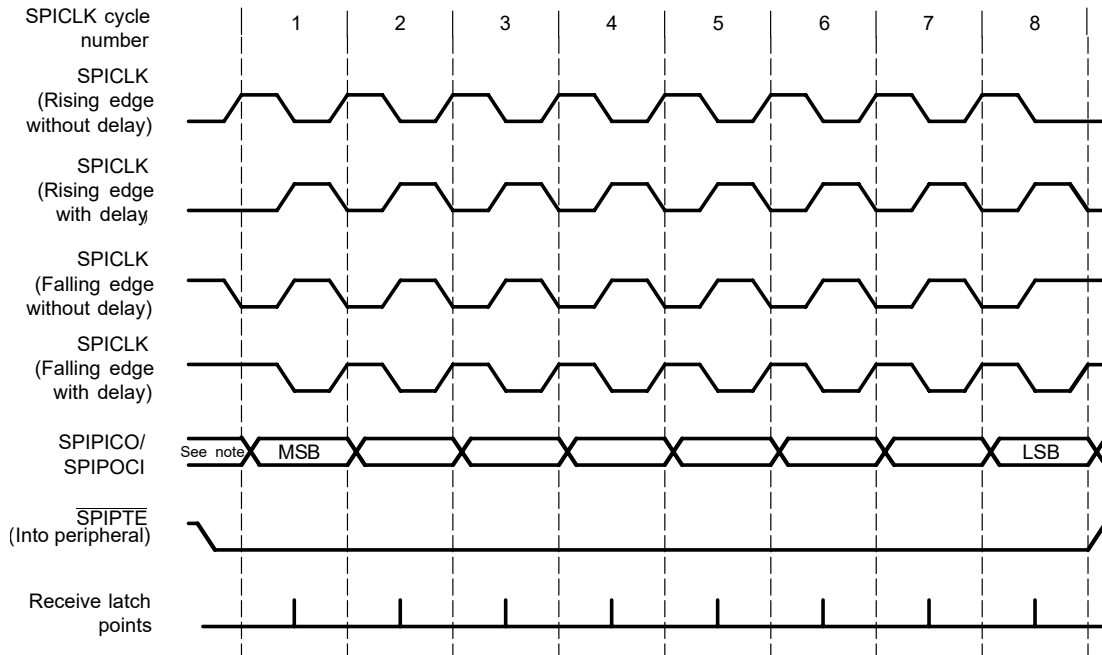 SPICLK cycle
number
1 2 3 4 5 6 7 8
SPICLK
(Rising edge
without delay)
SPICLK
(Rising edge
with delay)
SPICLK
(Falling edge
without delay)
SPICLK
(Falling edge
with delay)
SPIPICO/
SPIPOCI
See note
MSB
LSB
SPIPTE
(Into peripheral)
Receive latch
points